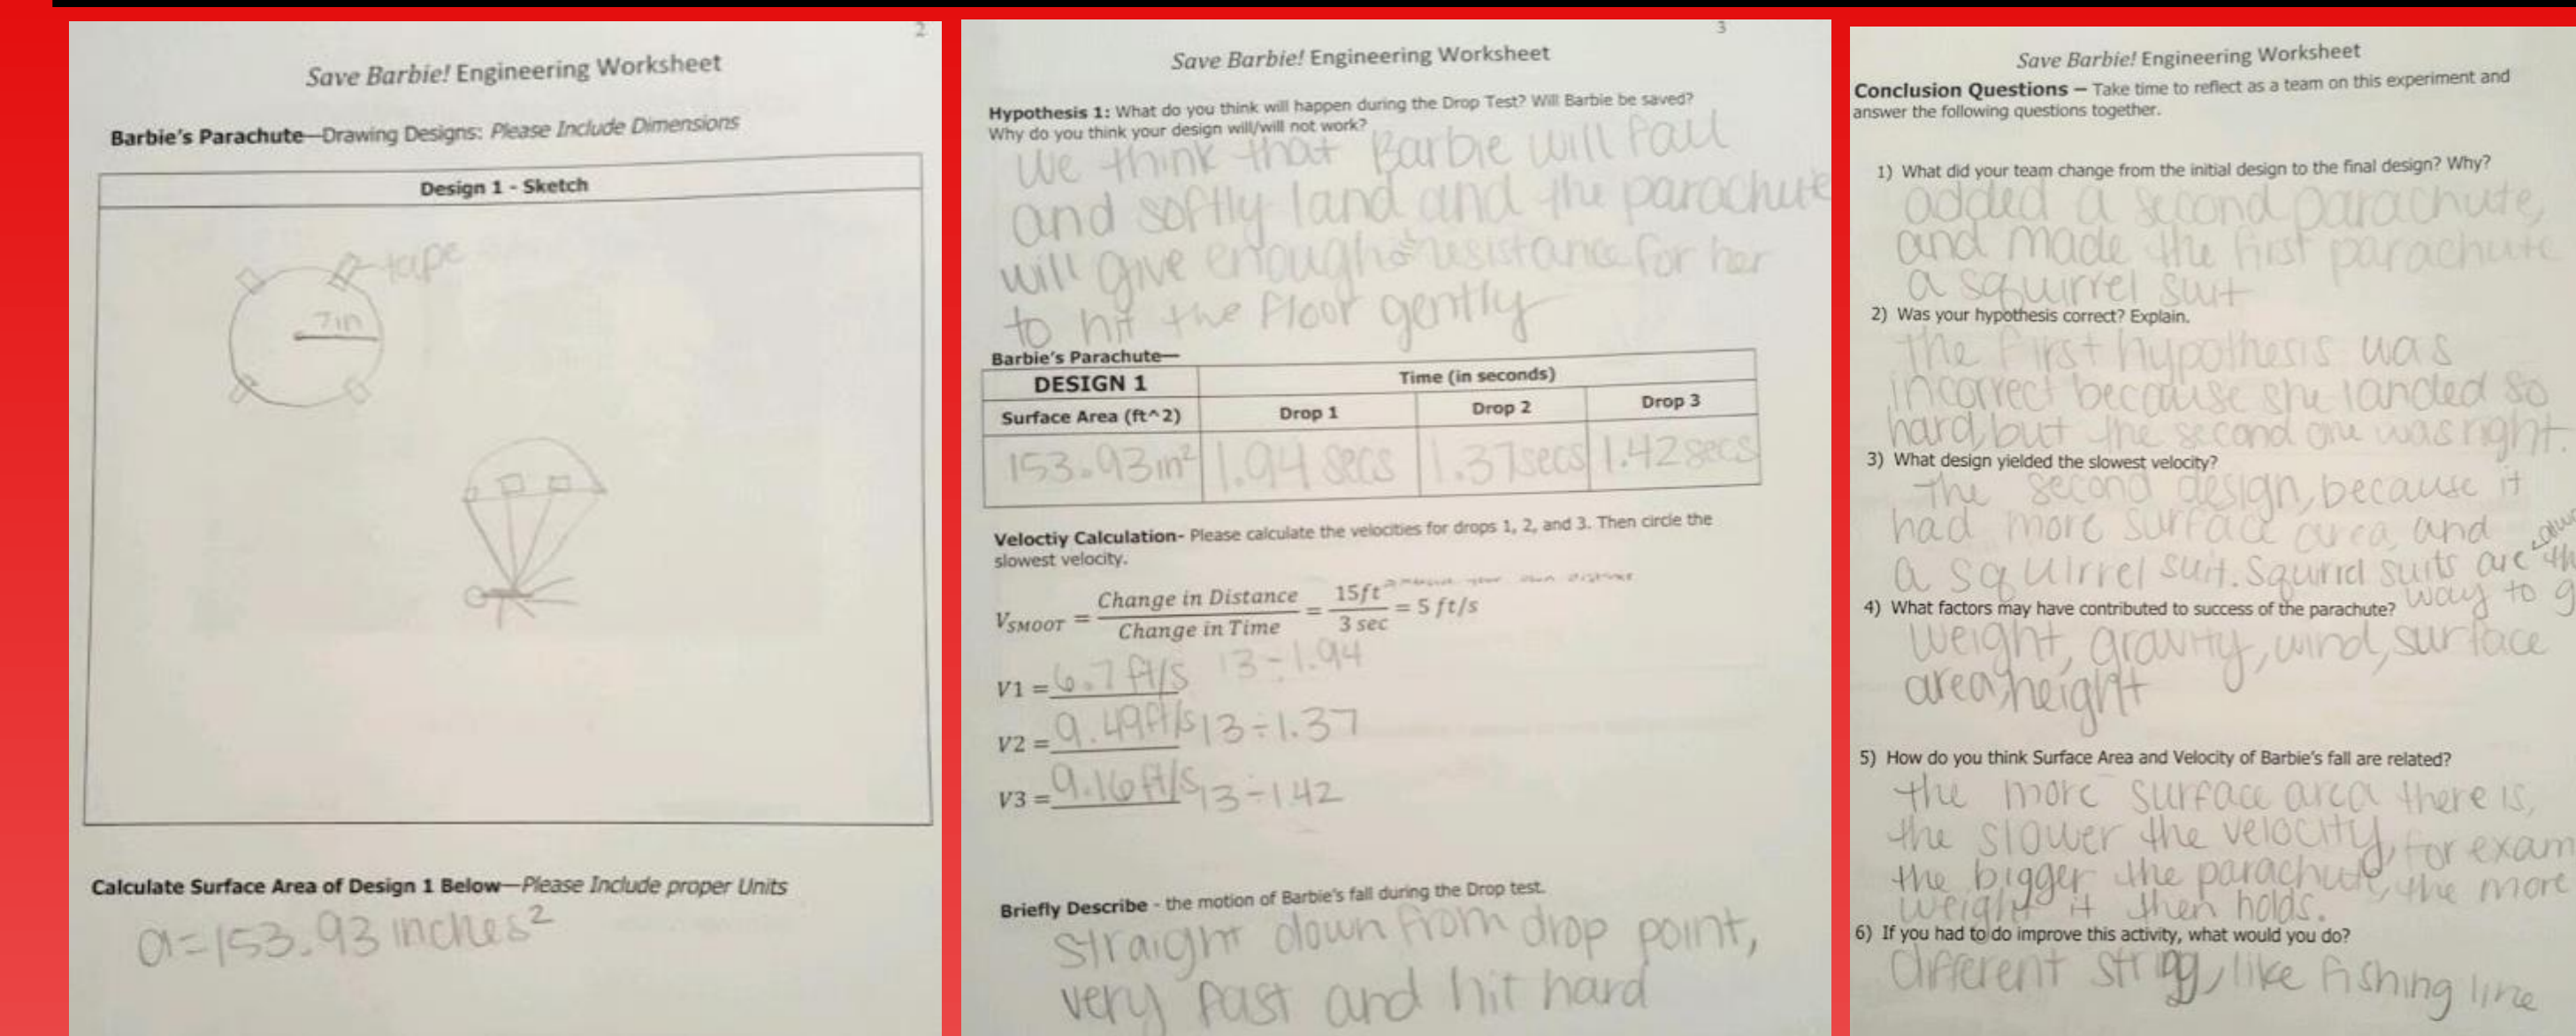 2
Save Barbie! Engineering Worksheet
Barbie's Parachute—Drawing Designs: Please Include Dimensions
Design 1 - Sketch
tape
7in
Calculate Surface Area of Design 1 Below—Please Include proper Units
a=153.93 inches²
3
Save Barbie! Engineering Worksheet
Hypothesis 1: What do you think will happen during the Drop Test? Will Barbie be saved?
Why do you think your design will/will not work?
We think that Barbie will fall
and softly land and the parachute
will give enough resistance for her
to hit the floor gently
Barbie's Parachute—
DESIGN 1 Time (in seconds)
Surface Area (ft^2) Drop 1 Drop 2 Drop 3
153.93in² 1.94 secs 1.37secs 1.42secs
Veloctiy Calculation- Please calculate the velocities for drops 1, 2, and 3. Then circle the
slowest velocity.
V_SMOOT = Change in Distance / Change in Time = 15ft / 3 sec = 5 ft/s
V1 = 6.7 ft/s 13÷1.94
V2 = 9.49ft/s 13÷1.37
V3 = 9.16ft/s 13÷1.42
Briefly Describe - the motion of Barbie's fall during the Drop test.
straight down from drop point,
very fast and hit hard
Save Barbie! Engineering Worksheet
Conclusion Questions – Take time to reflect as a team on this experiment and
answer the following questions together.
1) What did your team change from the initial design to the final design? Why?
added a second parachute,
and made the first parachute
a squirrel suit
2) Was your hypothesis correct? Explain.
the first hypothesis was
incorrect because she landed so
hard, but the second one was right.
3) What design yielded the slowest velocity?
the second design, because it
had more surface area and
a squirrel suit. Squirrel suits are
way to
4) What factors may have contributed to success of the parachute?
weight, gravity, wind, surface
area, height
5) How do you think Surface Area and Velocity of Barbie's fall are related?
the more surface area there is,
the slower the velocity, for exam
the bigger the parachute, the more
weight it then holds.
6) If you had to do improve this activity, what would you do?
different string, like fishing line